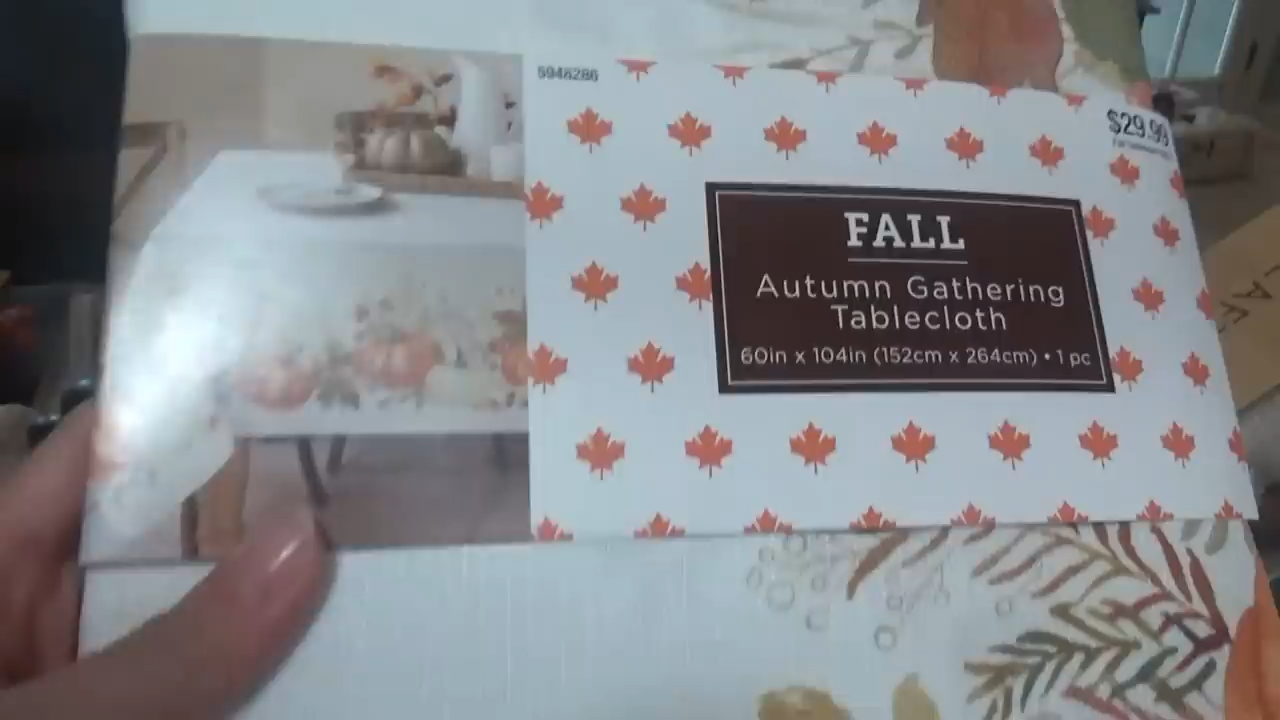 5948286
$29.99
FALL
Autumn Gathering
Tablecloth
60in x 104in (152cm x 264cm) • 1 pc